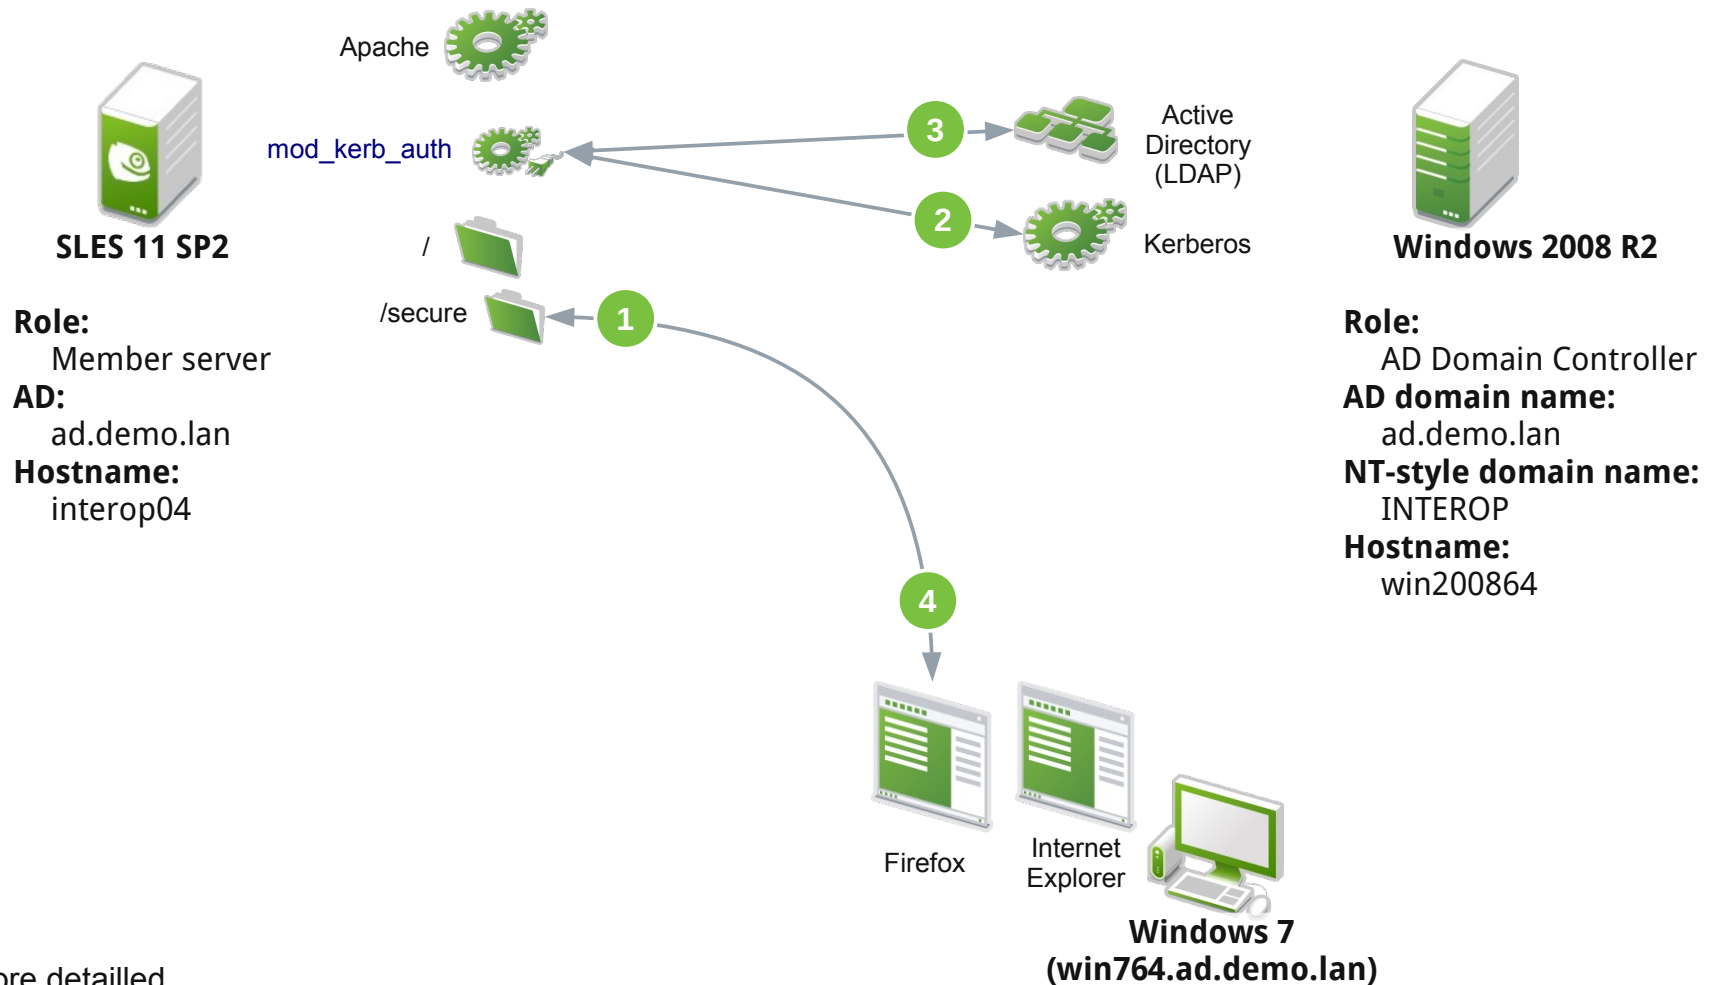 Apache
mod_kerb_auth
/
/secure
SLES 11 SP2
Role:
Member server
AD:
ad.demo.lan
Hostname:
interop04
3
2
1
4
Active
Directory
(LDAP)
Kerberos
Windows 2008 R2
Role:
AD Domain Controller
AD domain name:
ad.demo.lan
NT-style domain name:
INTEROP
Hostname:
win200864
Firefox
Internet
Explorer
Windows 7
(win764.ad.demo.lan)
detailled